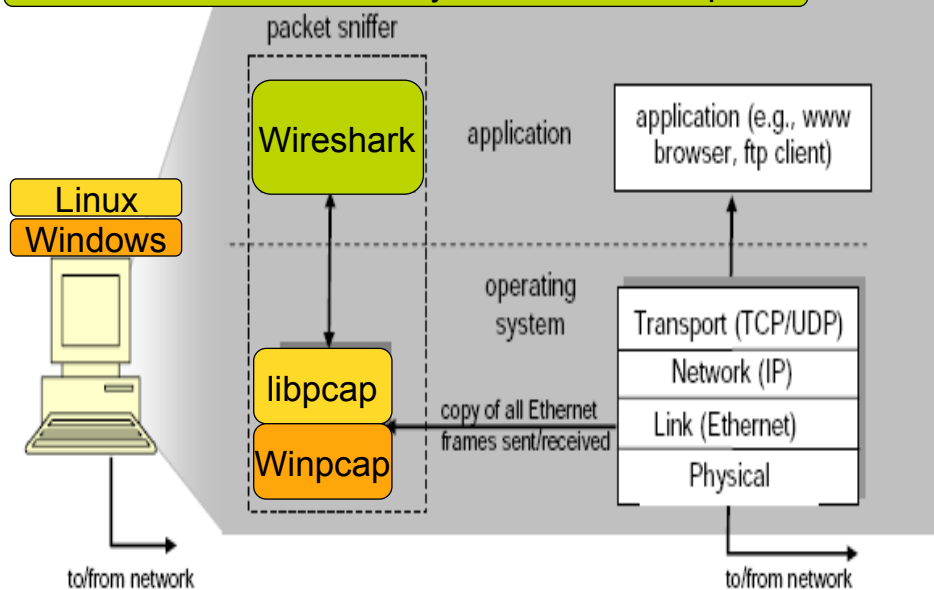 packet sniffer
Wireshark
application
application (e.g., www
browser, ftp client)
Linux
Windows
operating
system
Transport (TCP/UDP)
Network (IP)
Link (Ethernet)
Physical
libpcap
Winpcap
copy of all Ethernet
frames sent/received
to/from network
to/from network